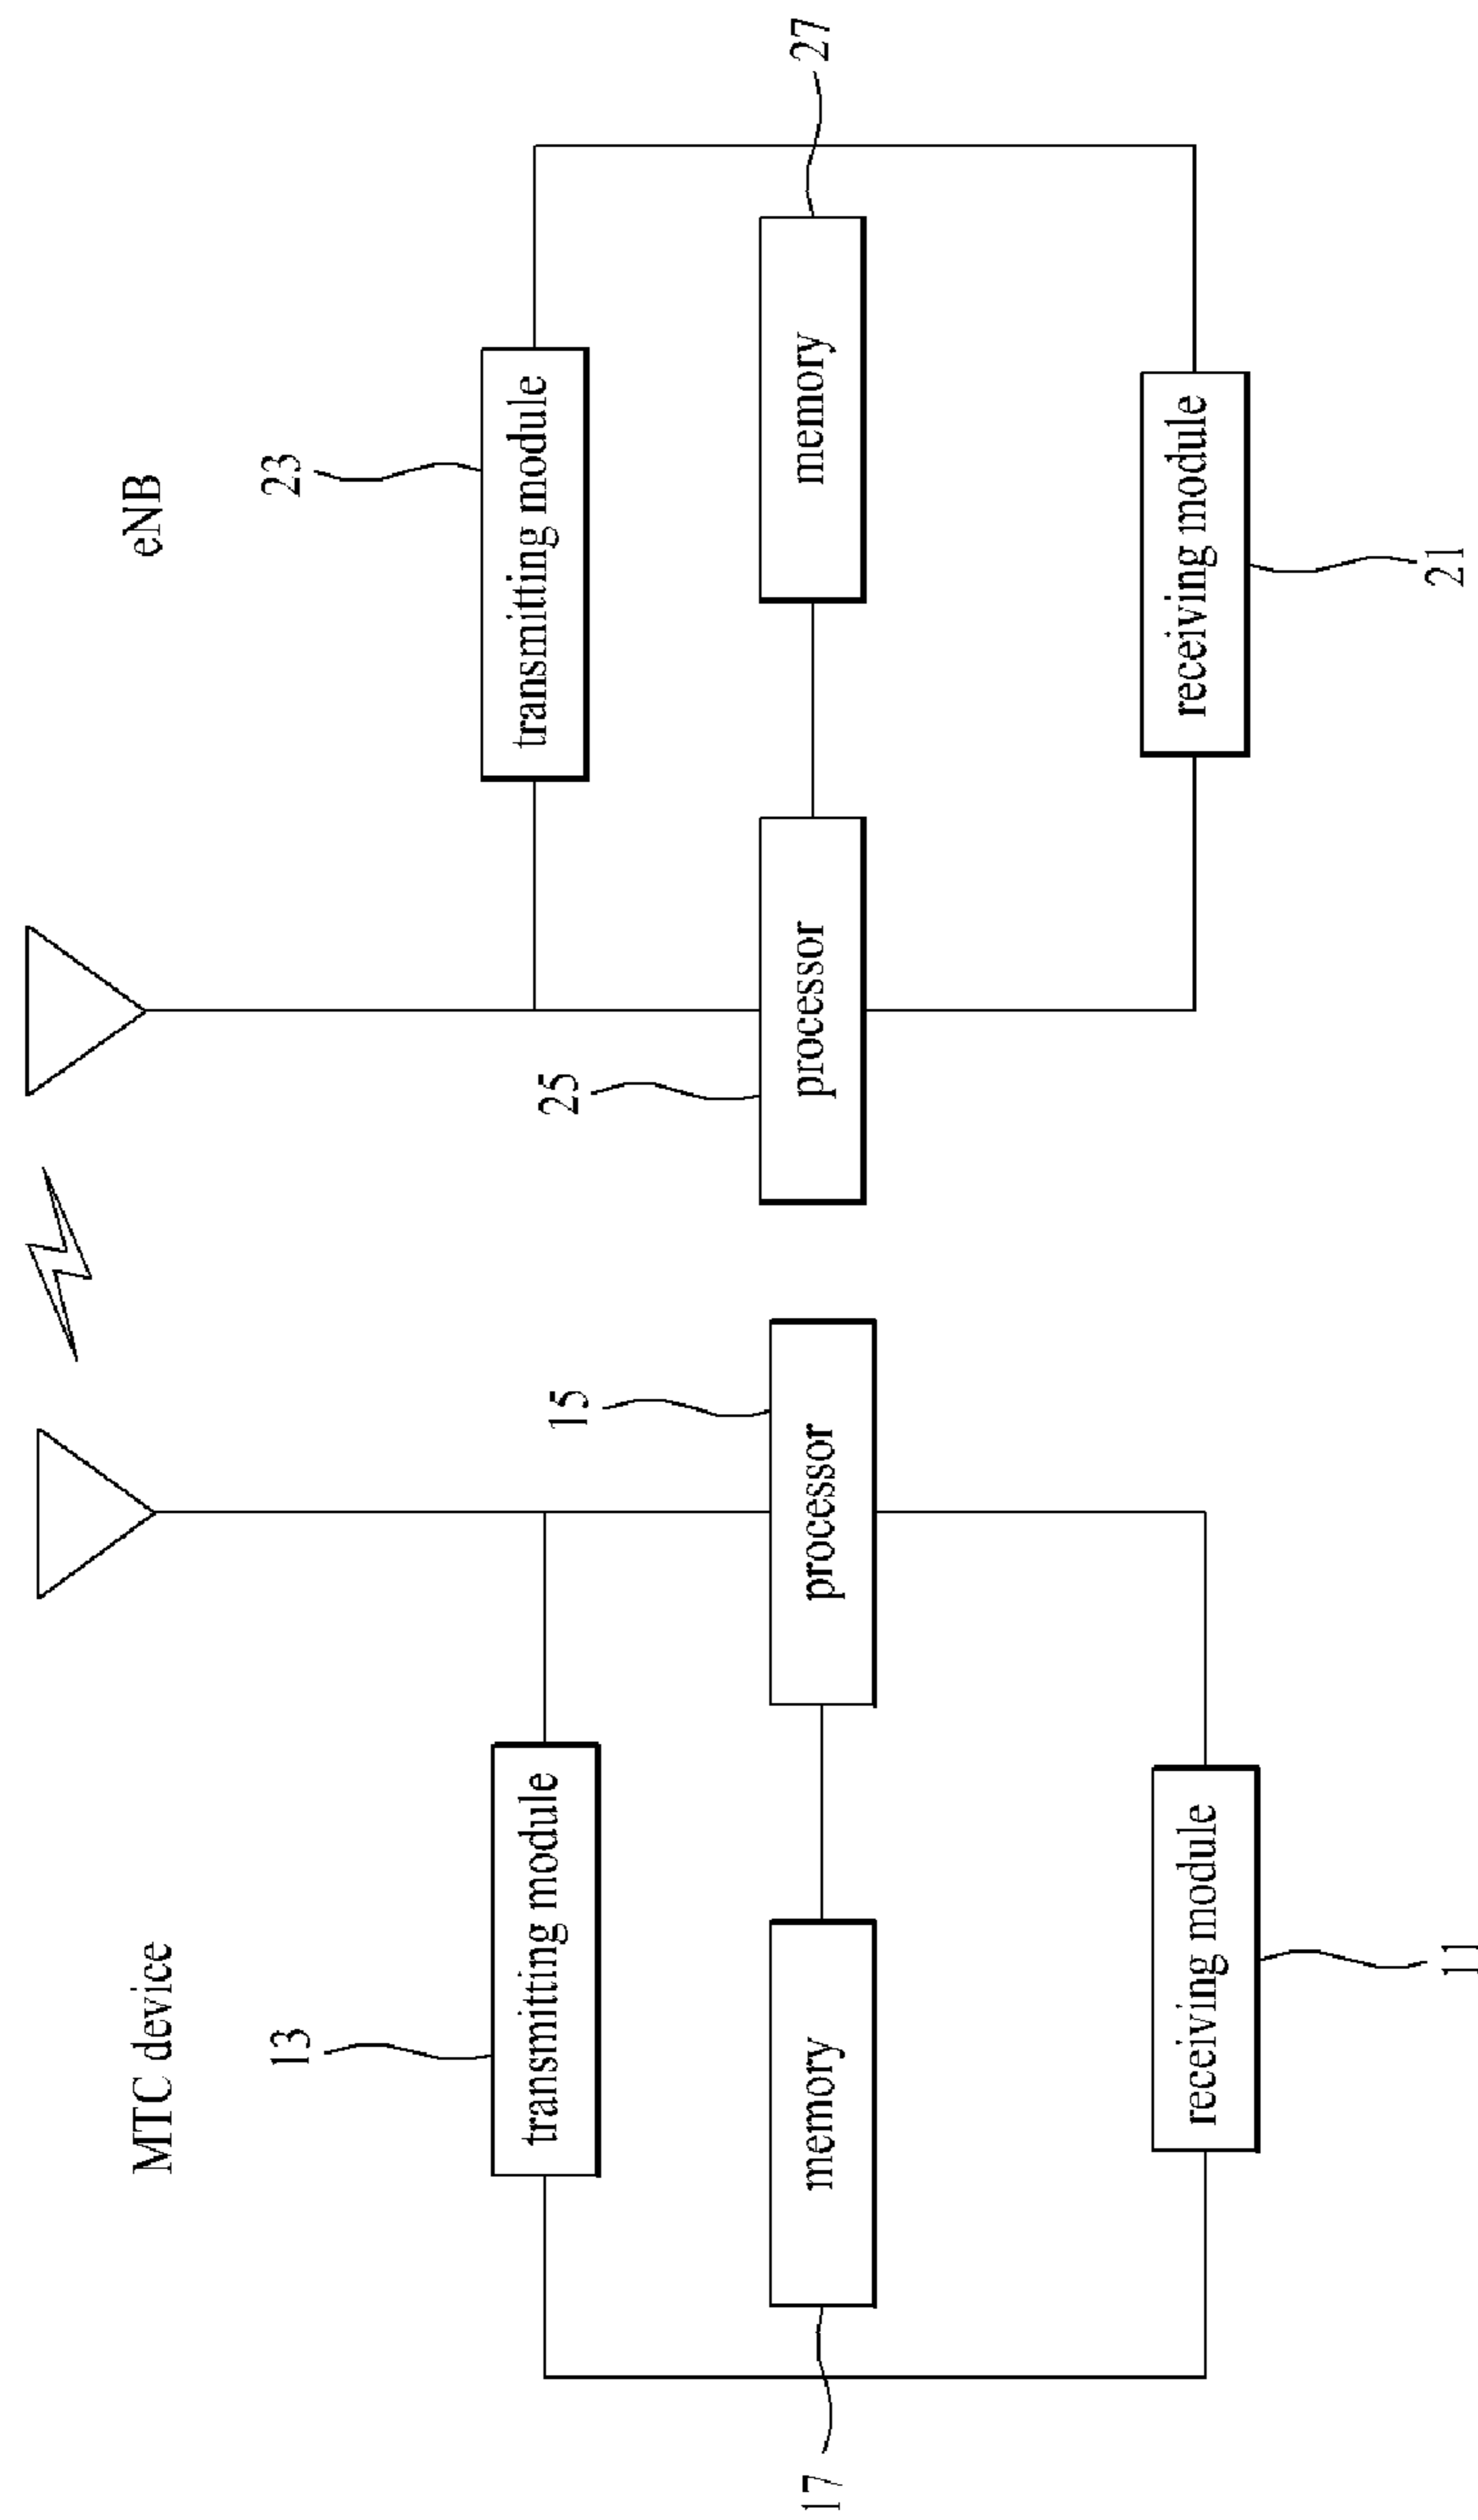 MTC device
eNB
13
transmitting module
23
transmitting module
15
25
17
memory
processor
processor
memory
27
receiving module
receiving module
11
21